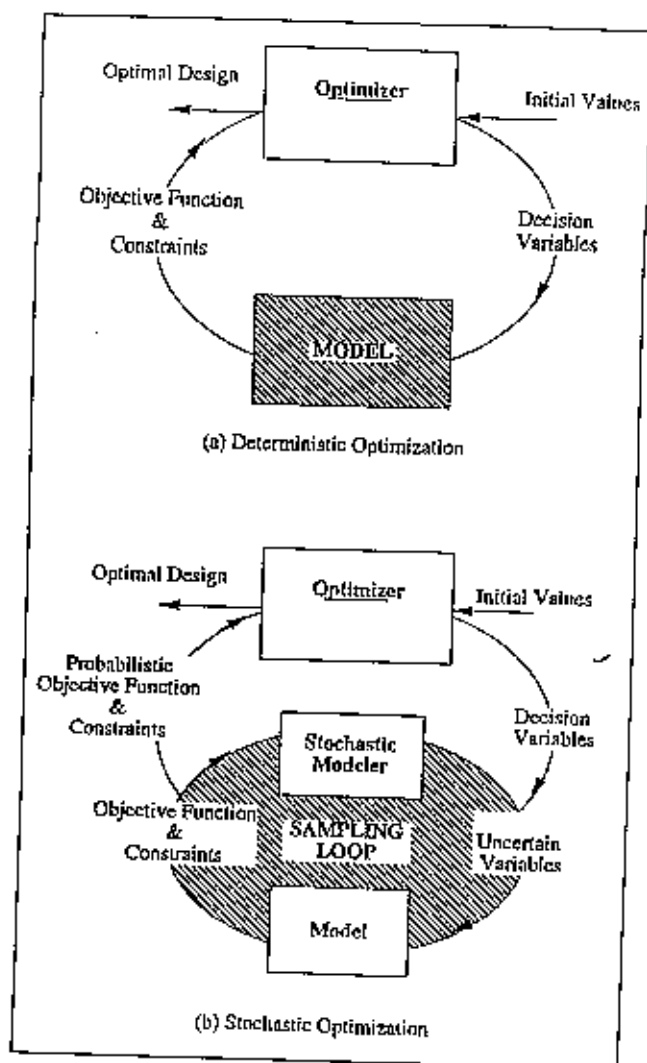 Optimal Design
Optimizer
Initial Values
Objective Function
&
Constraints
Decision
Variables
MODEL
(a) Deterministic Optimization
Optimal Design
Optimizer
Initial Values
Probabilistic
Objective Function
&
Constraints
Decision
Variables
Stochastic
Modeler
Objective Function
&
Constraints
SAMPLING
LOOP
Uncertain
Variables
Model
(b) Stochastic Optimization